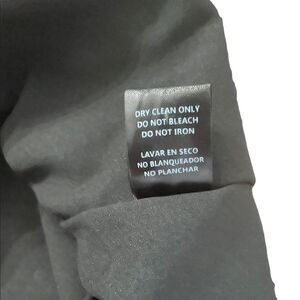 DRY CLEAN ONLY
DO NOT BLEACH
DO NOT IRON
LAVAR EN SECO
NO BLANQUEADOR
NO PLANCHAR